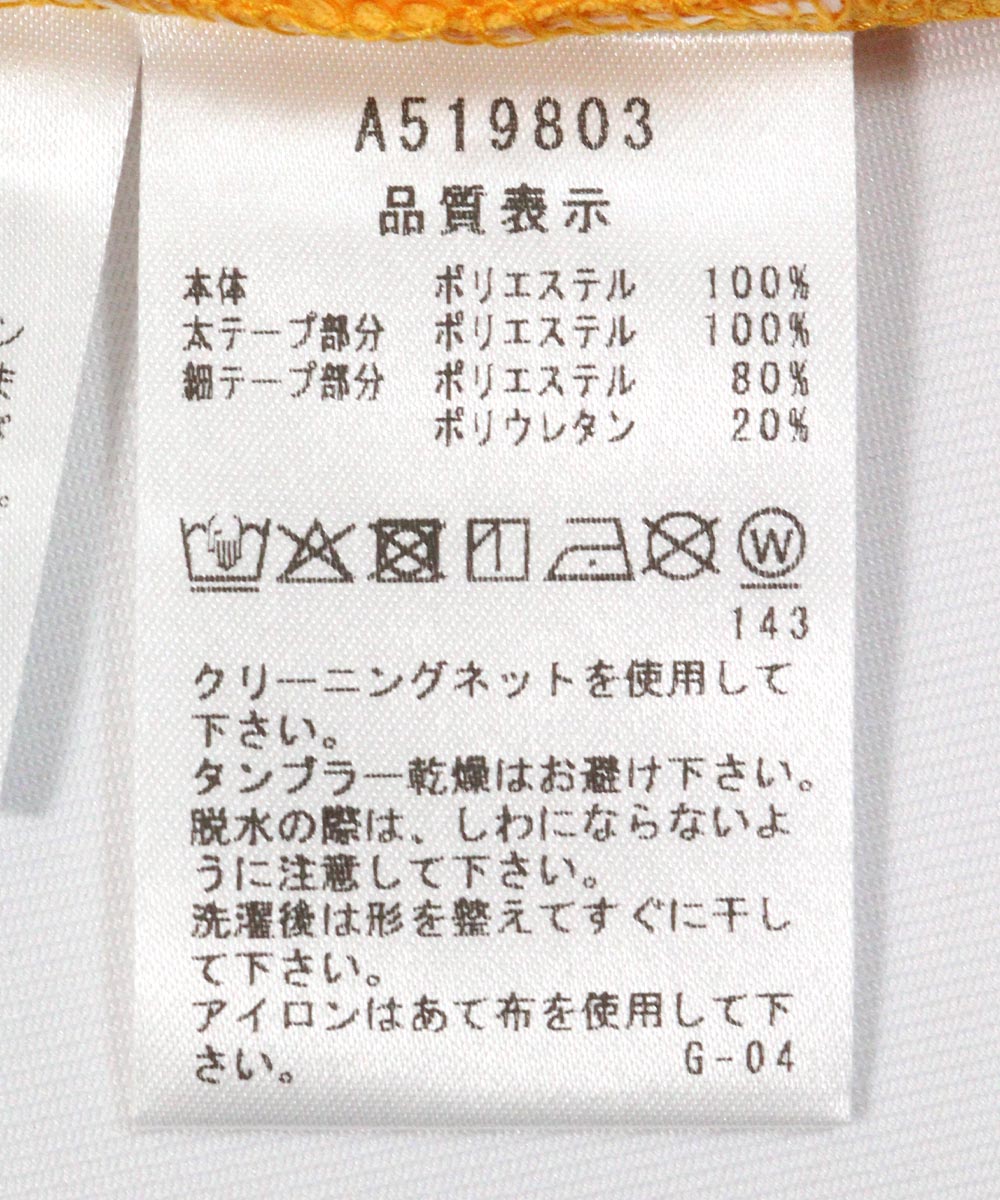 A519803
品質表示
本体 ポリエステル 100%
太テープ部分 ポリエステル 100%
細テープ部分 ポリエステル 80%
ポリウレタン 20%
1
W
143
クリーニングネットを使用して
下さい。
タンブラー乾燥はお避け下さい。
脱水の際は、しわにならないよ
うに注意して下さい。
洗濯後は形を整えてすぐに干し
て下さい。
アイロンはあて布を使用して下
さい。 G-04